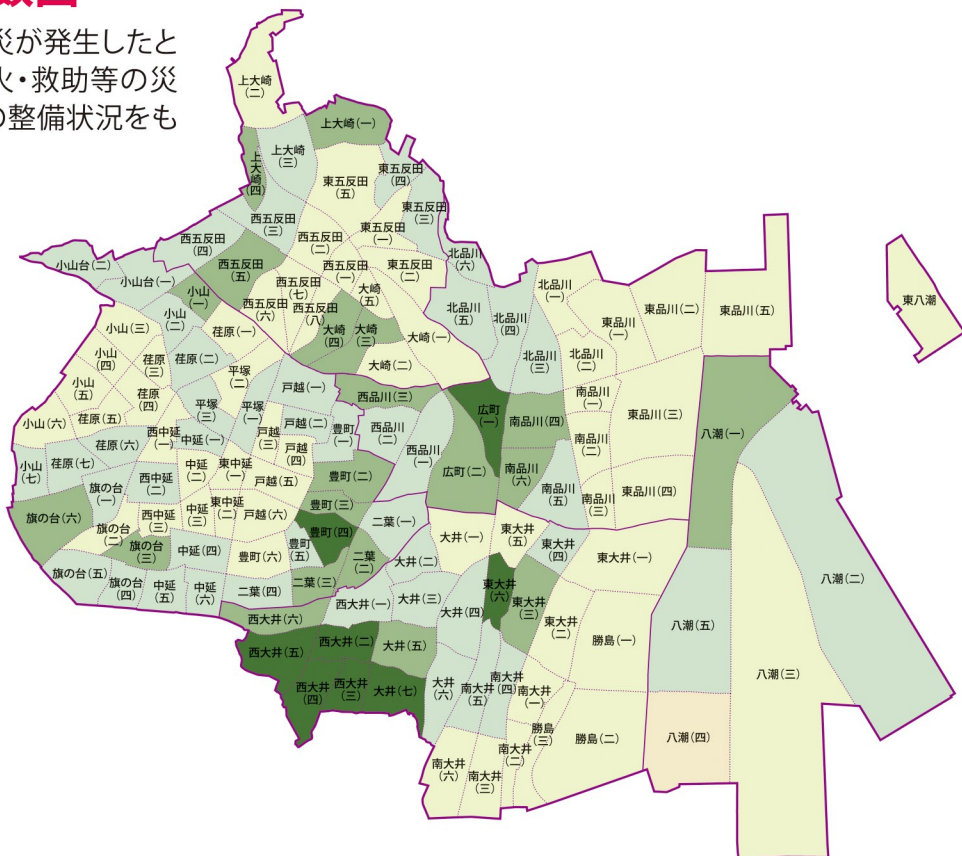 災が発生したと
火・救助等の災
の整備状況をも
上大崎
(二)
上大崎(一)
上大崎
(三)
上大崎(四)
東五反田
(四)
東五反田
(五)
東五反田
(三)
西五反田
(三)
東五反田
(一)
西五反田
(四)
西五反田
(二)
北品川
(六)
小山台(二)
西五反田
(五)
西五反田
(一)
東五反田
(二)
小山台(一)
小山
(一)
西五反田
(七)
大崎
(五)
北品川
(一)
東八潮
西五反田
(六)
西五反田
(八)
北品川
(五)
北品川
(四)
東品川(二)
東品川(五)
小山
(二)
小山(三)
荏原(一)
大崎
(四)
大崎
(三)
大崎(一)
東品川
(一)
小山
(四)
荏原
(三)
荏原(二)
平塚
(二)
大崎(二)
北品川
(三)
北品川
(二)
小山
(五)
荏原
(四)
戸越(一)
西品川(三)
南品川
(一)
小山(六)
荏原(五)
平塚
(三)
平塚
(一)
戸越(二)
広町
(一)
南品川(四)
東品川(三)
西中延
(一)
中延(一)
戸越
(三)
豊町
(一)
西品川
(二)
八潮(一)
荏原(六)
戸越
(四)
南品川
(二)
小山
(七)
荏原(七)
中延
(二)
東中延
(一)
西品川
(一)
広町(二)
南品川
(六)
旗の台
(一)
西中延
(二)
戸越(五)
豊町(二)
南品川
(五)
南品川
(三)
東品川(四)
旗の台(六)
西中延
(三)
中延
(三)
東中延
(二)
戸越(六)
豊町(三)
二葉(一)
旗の台
(二)
豊町(四)
大井(一)
東大井
(五)
旗の台
(三)
中延(四)
豊町(六)
豊町
(五)
二葉
(二)
大井(二)
東大井
(四)
東大井(一)
旗の台(五)
旗の台
(四)
中延
(五)
中延
(六)
二葉(四)
二葉(三)
八潮(二)
西大井(一)
大井(三)
大井(四)
東大井
(六)
東大井
(三)
西大井(六)
東大井
(二)
八潮(五)
西大井(五)
西大井(二)
大井(五)
勝島(一)
西大井
(四)
西大井
(三)
大井(七)
大井
(六)
南大井
(五)
南大井
(四)
南大井
(一)
八潮(三)
勝島
(三)
勝島(二)
八潮(四)
南大井
(二)
南大井
(六)
南大井
(三)